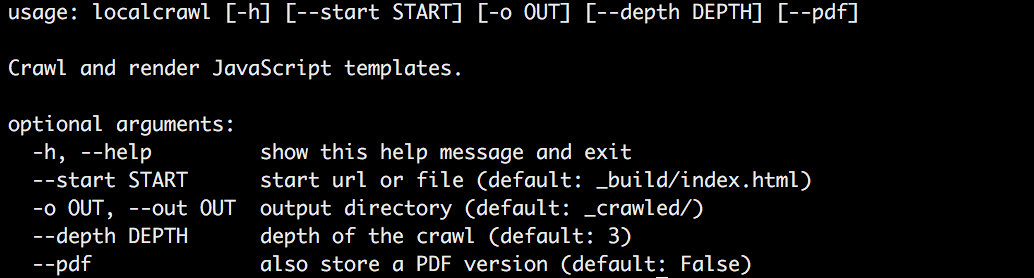 usage: localcrawl [-h] [--start START] [-o OUT] [--depth DEPTH] [--pdf]
Crawl and render JavaScript templates.
optional arguments:
-h, --help show this help message and exit
--start START start url or file (default: _build/index.html)
-o OUT, --out OUT output directory (default: _crawled/)
--depth DEPTH depth of the crawl (default: 3)
--pdf also store a PDF version (default: False)